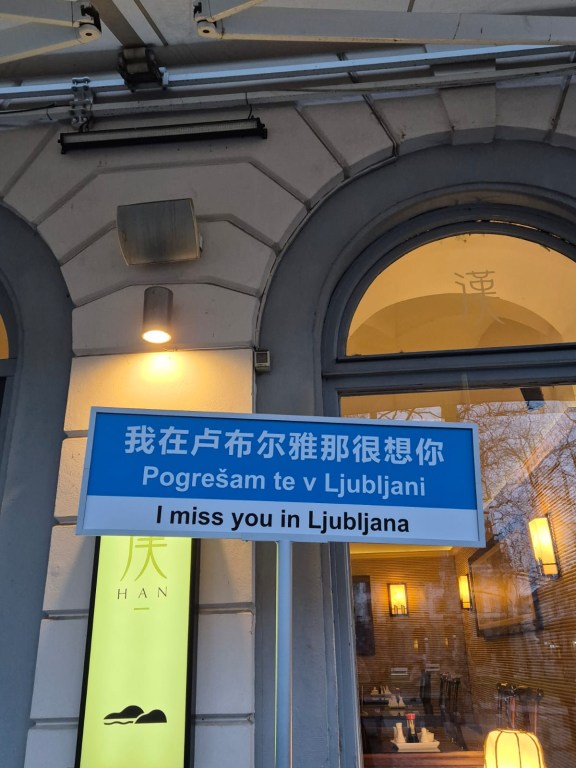 漢
我在卢布尔雅那很想你
Pogrešam te v Ljubljani
I miss you in Ljubljana
漢
HAN